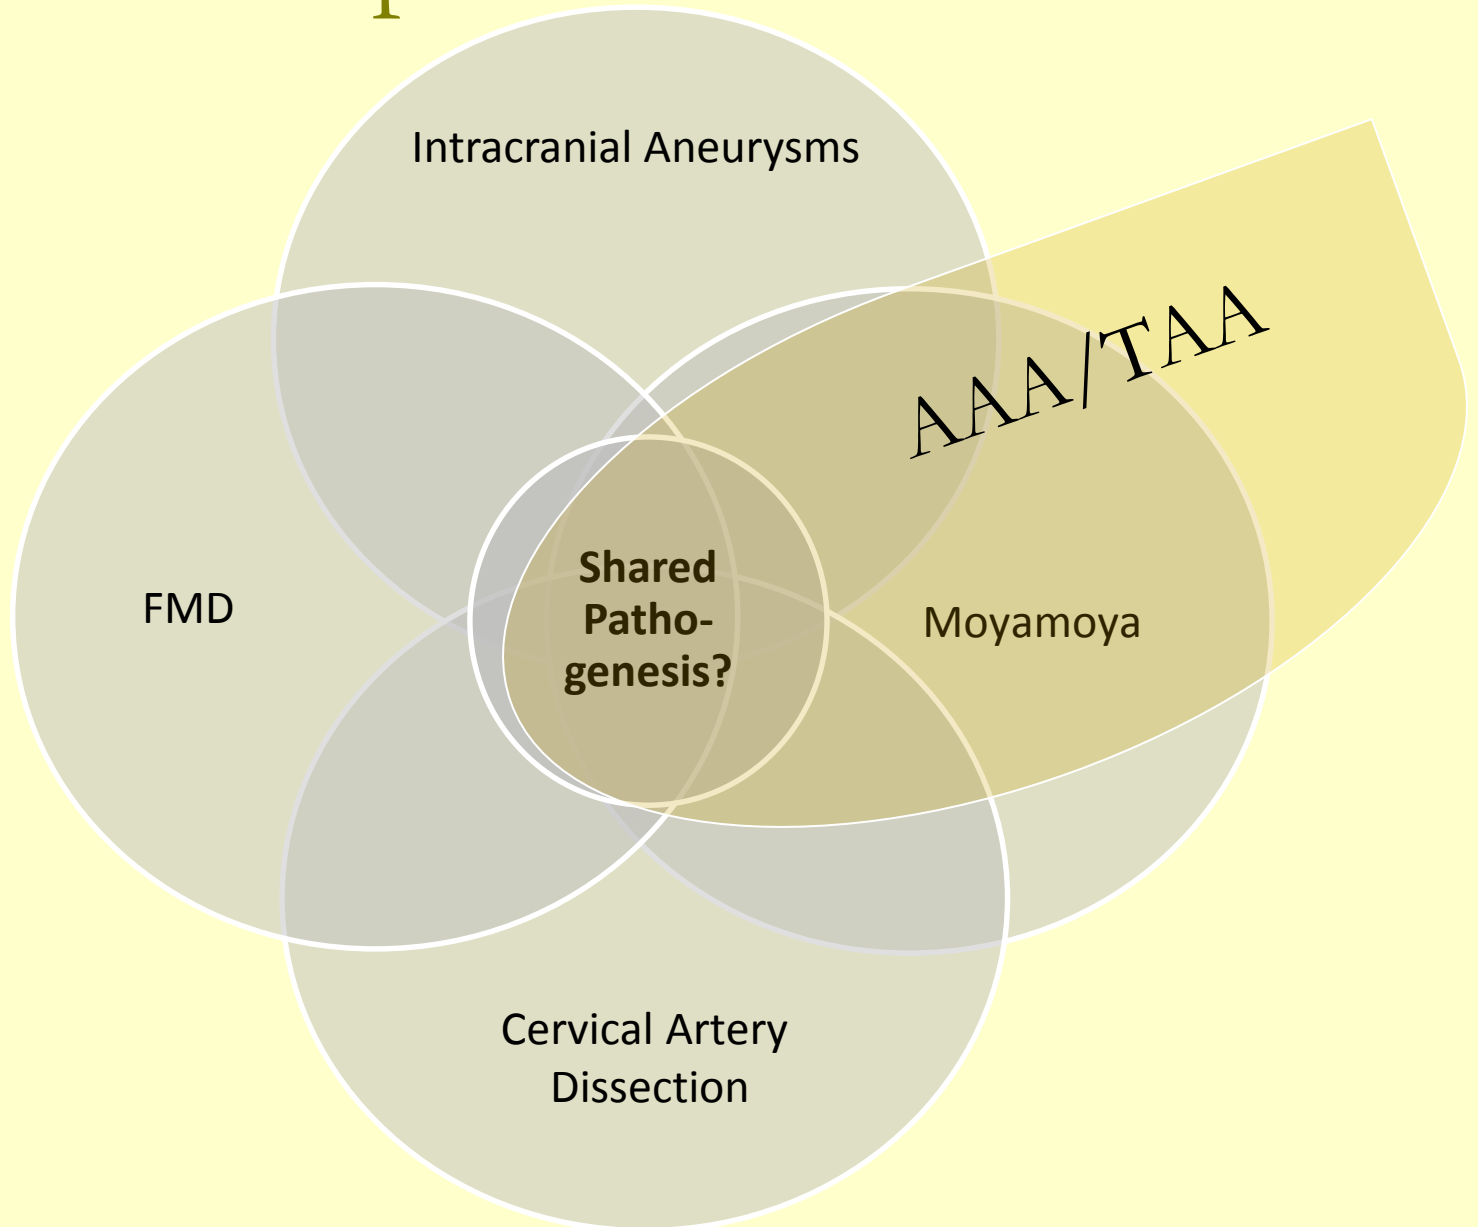 Intracranial Aneurysms
AAA/TAA
Shared
Patho-
genesis?
FMD
Moyamoya
Cervical Artery
Dissection